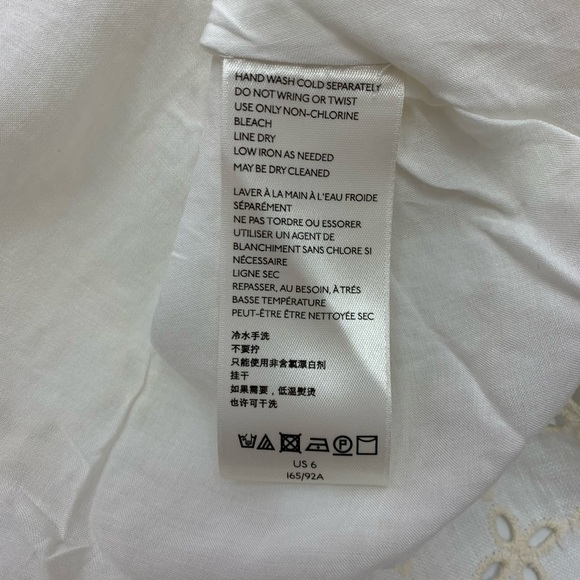 HAND WASH COLD SEPARATELY
DO NOT WRING OR TWIST
USE ONLY NON-CHLORINE
BLEACH
LINE DRY
LOW IRON AS NEEDED
MAY BE DRY CLEANED
LAVER À LA MAIN À L'EAU FROIDE
SÉPARÉMENT
NE PAS TORDRE OU ESSORER
UTILISER UN AGENT DE
BLANCHIMENT SANS CHLORE SI
NÉCESSAIRE
LIGNE SEC
REPASSER, AU BESOIN, À TRÉS
BASSE TEMPÉRATURE
PEUT-ÊTRE ÊTRE NETTOYÉE SEC
冷水手洗
不要拧
只能使用非含氯漂白剂
挂干
如果需要，低温熨烫
也许可干洗
P
US 6
165/92A